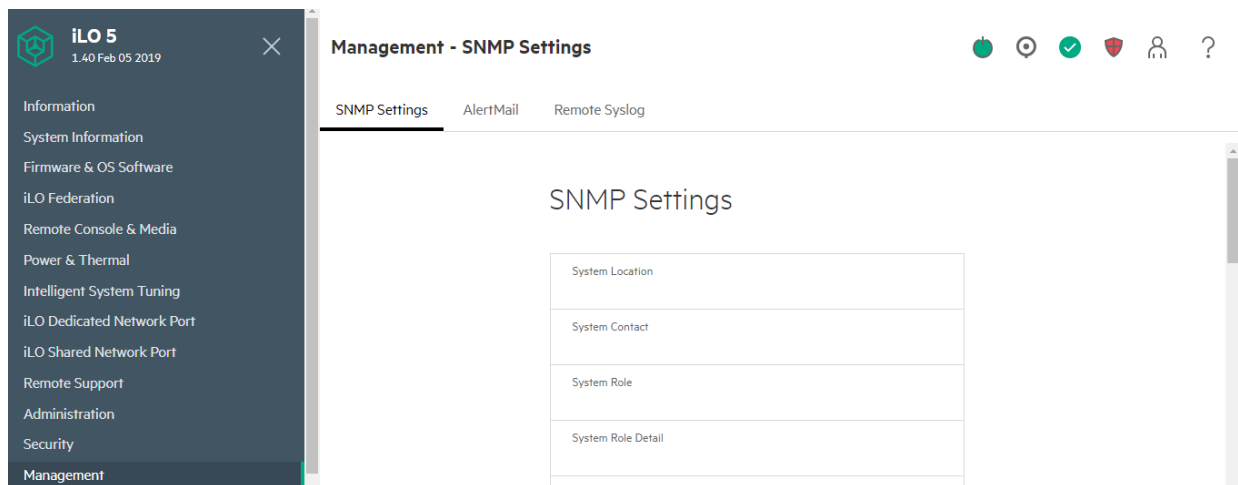 iLO 5
1.40 Feb 05 2019
Information
System Information
Firmware & OS Software
iLO Federation
Remote Console & Media
Power & Thermal
Intelligent System Tuning
iLO Dedicated Network Port
iLO Shared Network Port
Remote Support
Administration
Security
Management
Management - SNMP Settings
?
SNMP Settings AlertMail Remote Syslog
SNMP Settings
System Location
System Contact
System Role
System Role Detail